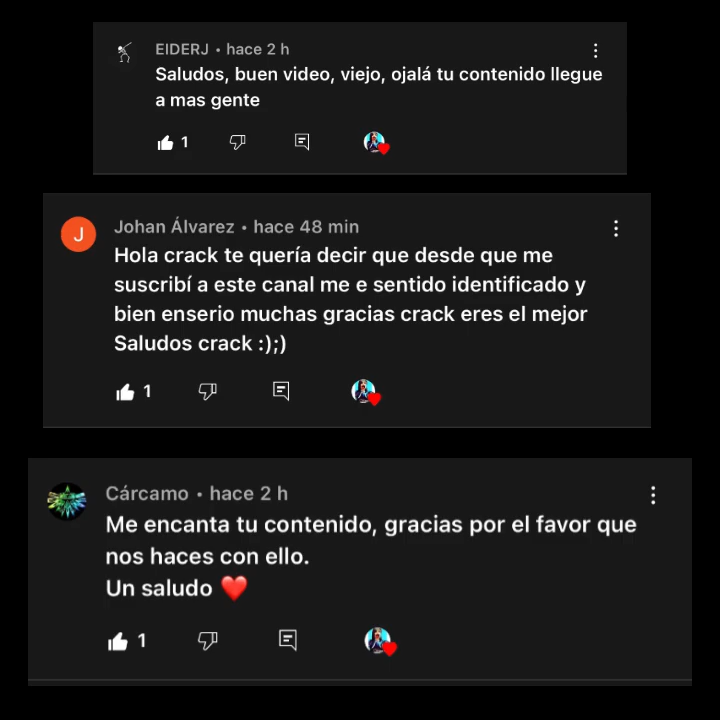 EIDERJ • hace 2 h
Saludos, buen video, viejo, ojalá tu contenido llegue
a mas gente
1
Johan Álvarez • hace 48 min
J
Hola crack te quería decir que desde que me
suscribí a este canal me e sentido identificado y
bien enserio muchas gracias crack eres el mejor
Saludos crack :);)
1
Cárcamo • hace 2 h
Me encanta tu contenido, gracias por el favor que
nos haces con ello.
Un saludo ❤️
1